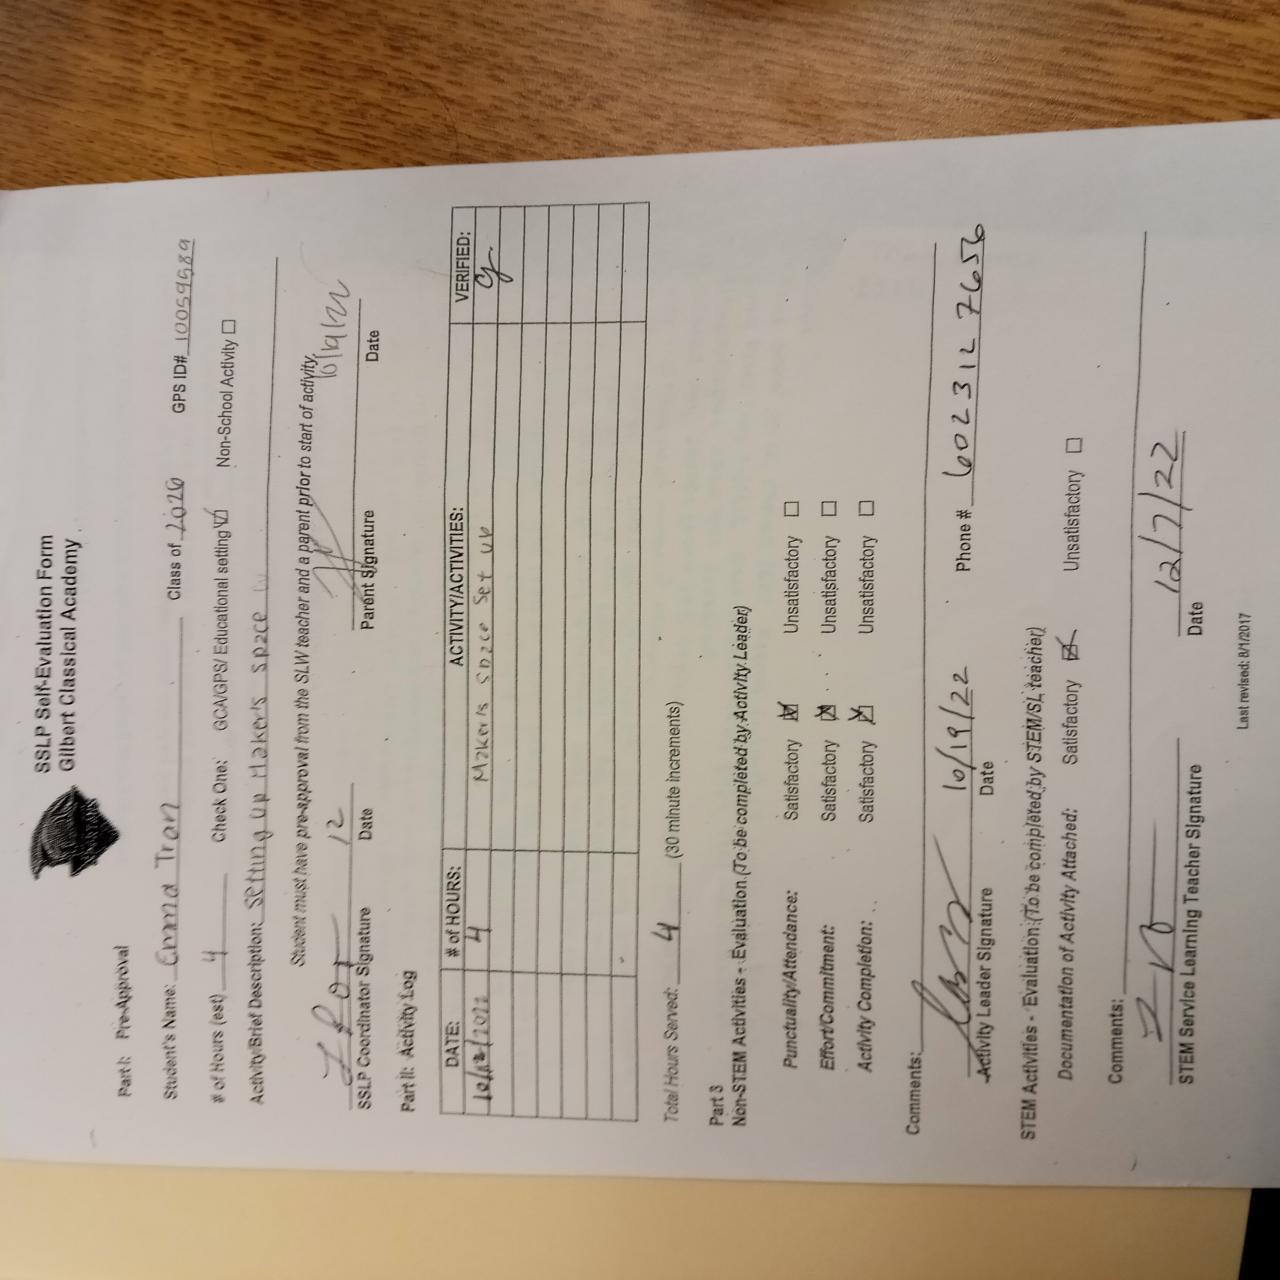 SSLP Self-Evaluation Form
Gilbert Classical Academy
Part I: Pre-Approval
Student's Name: Emma Tran Class of 2026 GPS ID# 10059589
# of Hours (est) 4 Check One: GCA/GPS/ Educational setting ☑ Non-School Activity ☐
Activity/Brief Description: Setting up Makers space
Student must have pre-approval from the SLW teacher and a parent prior to start of activity.
12 10/19/22
SSLP Coordinator Signature Date Parent Signature Date
Part II: Activity Log
DATE: # of HOURS: ACTIVITY/ACTIVITIES: VERIFIED:
4 Makers space set up
Total Hours Served: 4 (30 minute increments)
Part 3
Non-STEM Activities - Evaluation (To be completed by Activity Leader)
Punctuality/Attendance: Satisfactory ☒ Unsatisfactory ☐
Effort/Commitment: Satisfactory ☒ Unsatisfactory ☐
Activity Completion: Satisfactory ☒ Unsatisfactory ☐
Comments:
10/19/22 Phone # 602 312 7656
Activity Leader Signature Date
STEM Activities - Evaluation (To be completed by STEM/SL teacher)
Documentation of Activity Attached: Satisfactory ☒ Unsatisfactory ☐
Comments:
12/7/22
STEM Service Learning Teacher Signature Date
Last revised: 8/1/2017